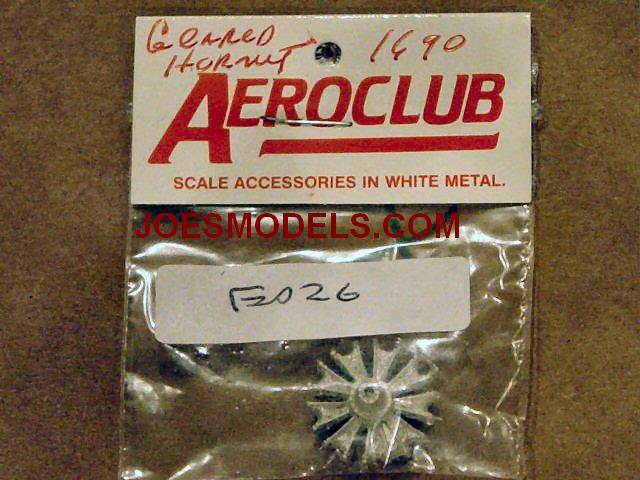 GEARED 1690
HORNET
AEROCLUB
SCALE ACCESSORIES IN WHITE METAL.
JOESMODELS.COM
E026